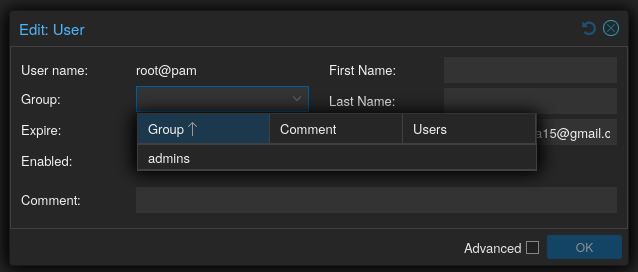 Edit: User
User name: root@pam First Name:
Group: Last Name:
Expire: a15@gmail.c
Group Comment Users
admins
Enabled:
Comment:
Advanced OK